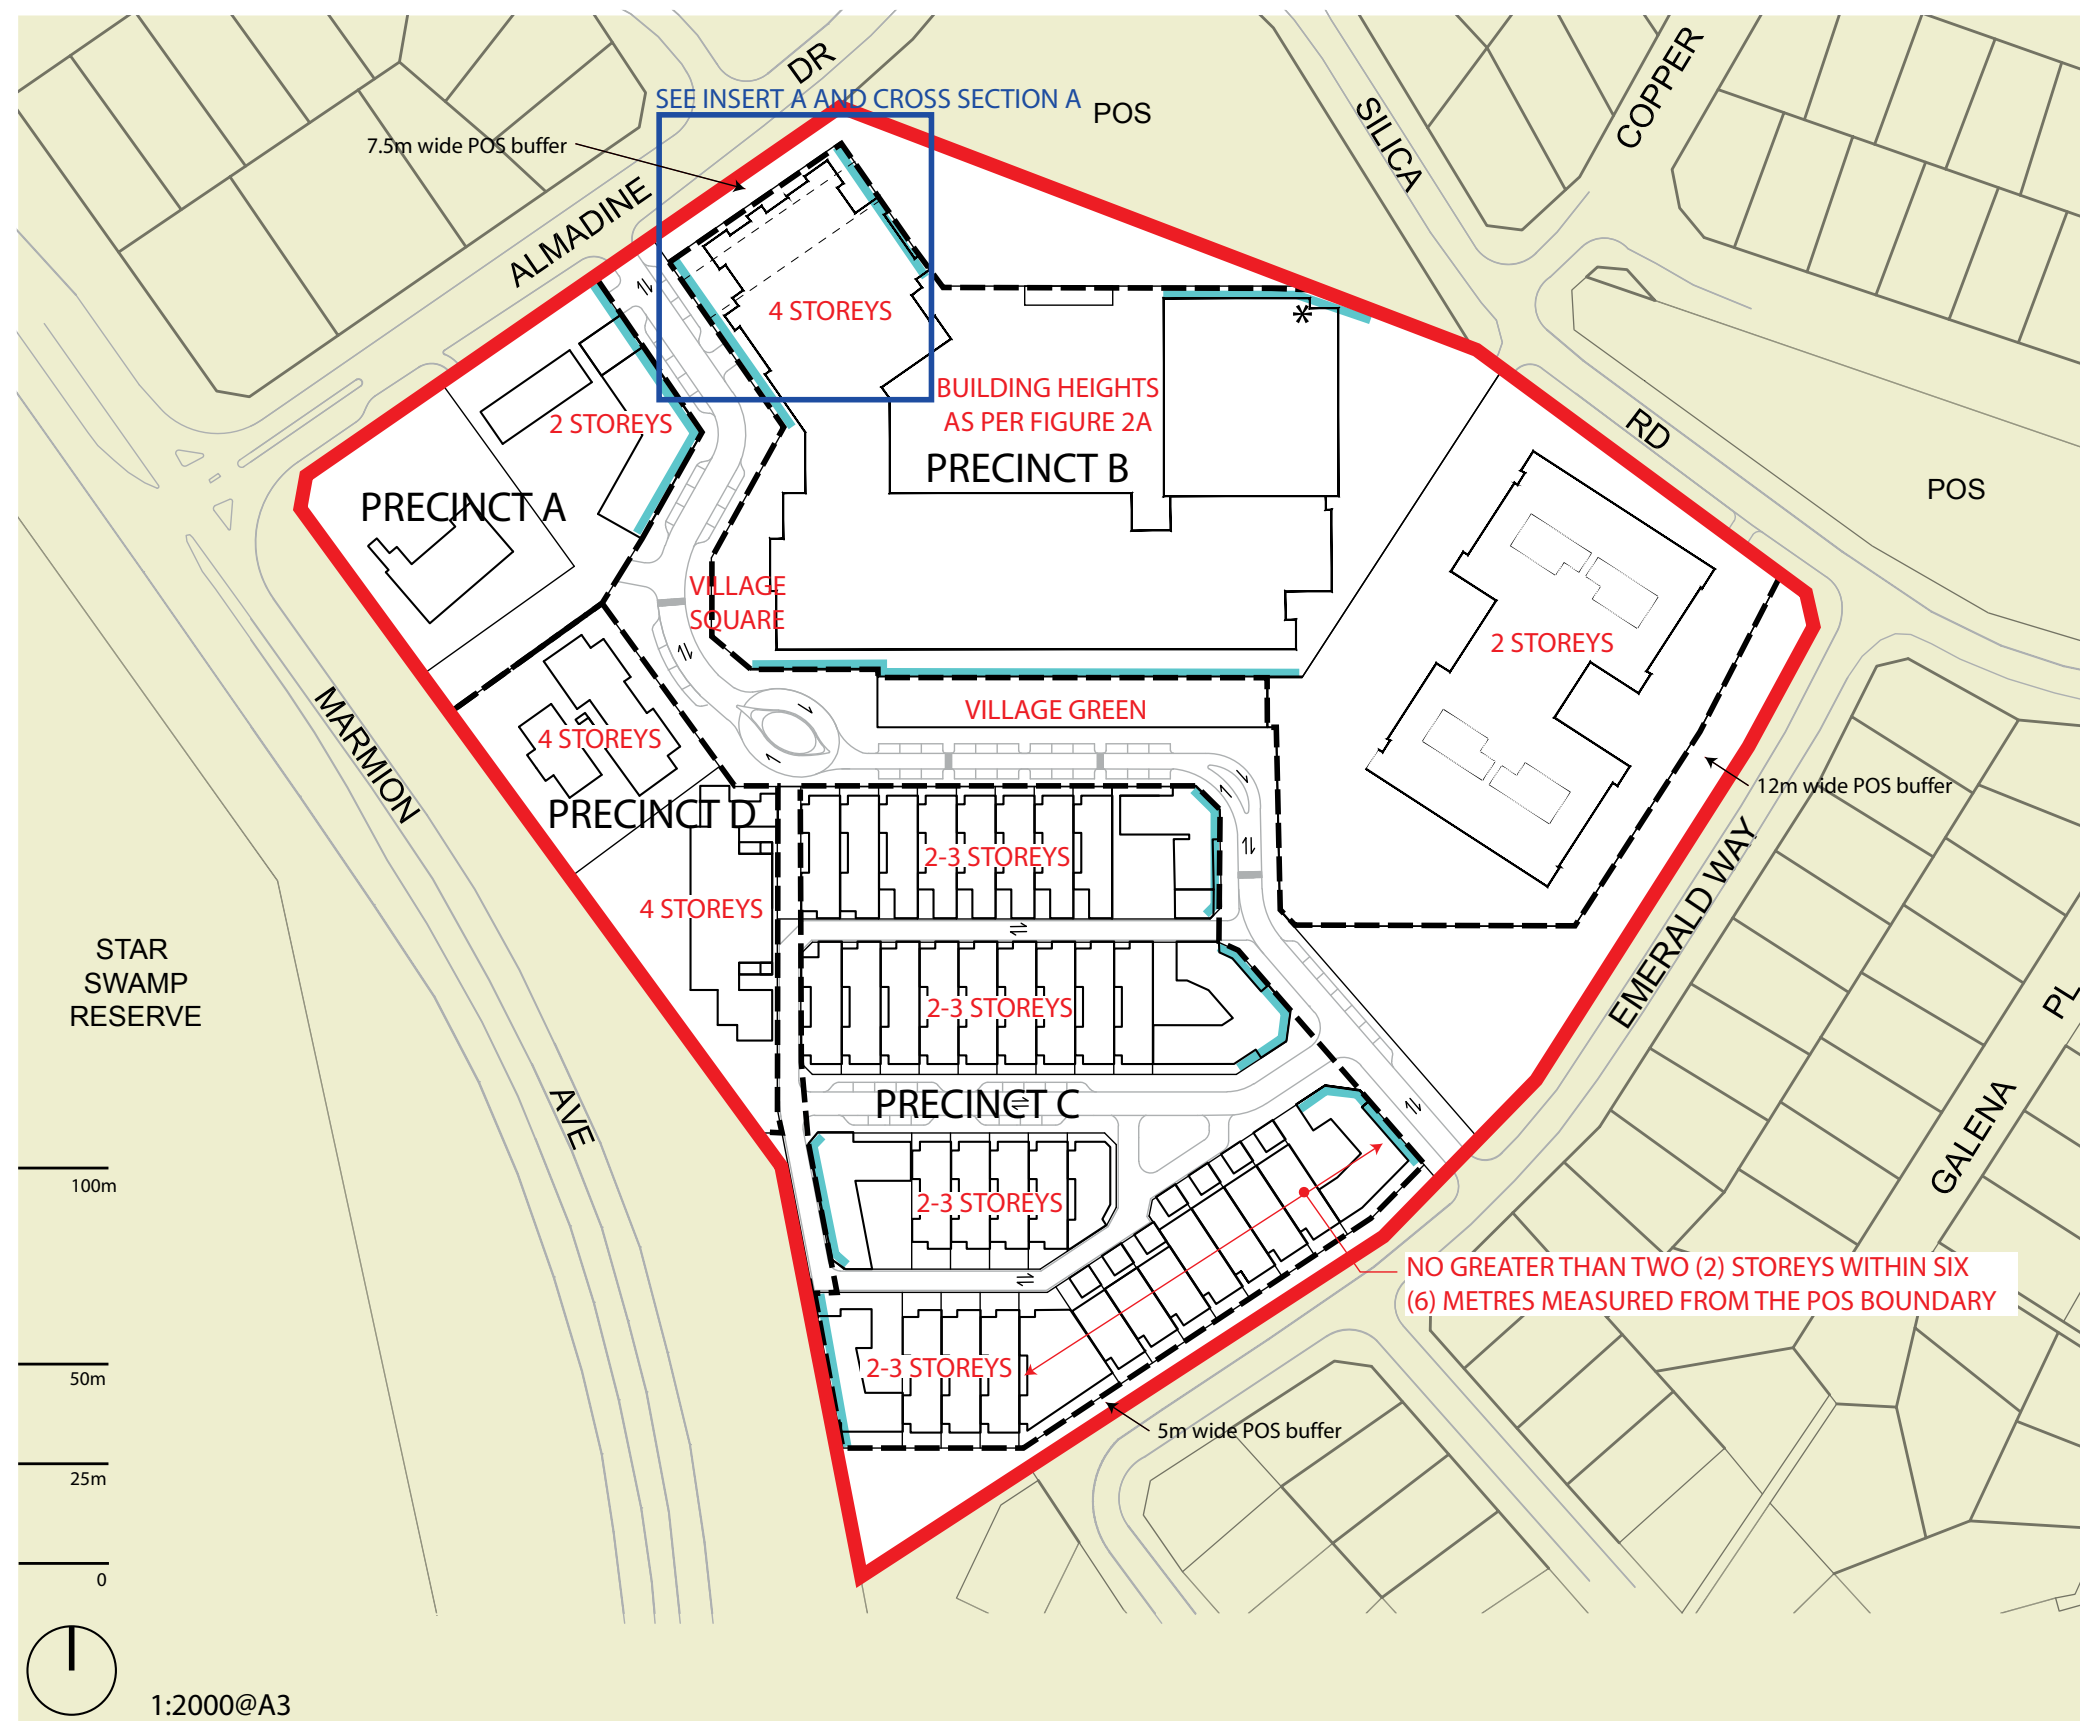 DR
SEE INSERT A AND CROSS SECTION A
POS
SILICA
COPPER
7.5m wide POS buffer
ALMADINE
4 STOREYS
*
BUILDING HEIGHTS
AS PER FIGURE 2A
PRECINCT B
2 STOREYS
RD
POS
PRECINCT A
VILLAGE
SQUARE
2 STOREYS
MARMION
VILLAGE GREEN
4 STOREYS
12m wide POS buffer
PRECINCT D
2-3 STOREYS
EMERALD WAY
4 STOREYS
STAR
SWAMP
RESERVE
2-3 STOREYS
PL
AVE
PRECINCT C
GALENA
100m
2-3 STOREYS
NO GREATER THAN TWO (2) STOREYS WITHIN SIX
(6) METRES MEASURED FROM THE POS BOUNDARY
50m
2-3 STOREYS
5m wide POS buffer
25m
0
1:2000@A3